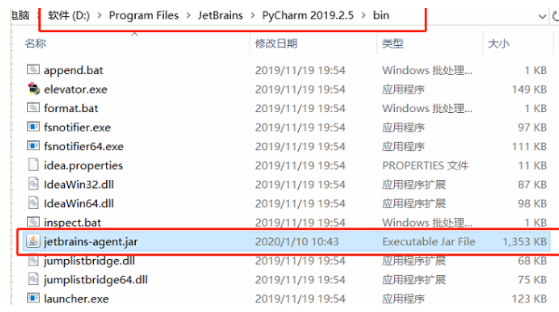 电脑 > 软件 (D:) > Program Files > JetBrains > PyCharm 2019.2.5 > bin
名称 修改日期 类型 大小
append.bat 2019/11/19 19:54 Windows 批处理... 1 KB
elevator.exe 2019/11/19 19:54 应用程序 149 KB
format.bat 2019/11/19 19:54 Windows 批处理... 1 KB
fsnotifier.exe 2019/11/19 19:54 应用程序 97 KB
fsnotifier64.exe 2019/11/19 19:54 应用程序 111 KB
idea.properties 2019/11/19 19:54 PROPERTIES 文件 11 KB
IdeaWin32.dll 2019/11/19 19:54 应用程序扩展 87 KB
IdeaWin64.dll 2019/11/19 19:54 应用程序扩展 98 KB
inspect.bat 2019/11/19 19:54 Windows 批处理... 1 KB
jetbrains-agent.jar 2020/1/10 10:43 Executable Jar File 1,353 KB
jumplistbridge.dll 2019/11/19 19:54 应用程序扩展 68 KB
jumplistbridge64.dll 2019/11/19 19:54 应用程序扩展 75 KB
launcher.exe 2019/11/19 19:54 应用程序 123 KB